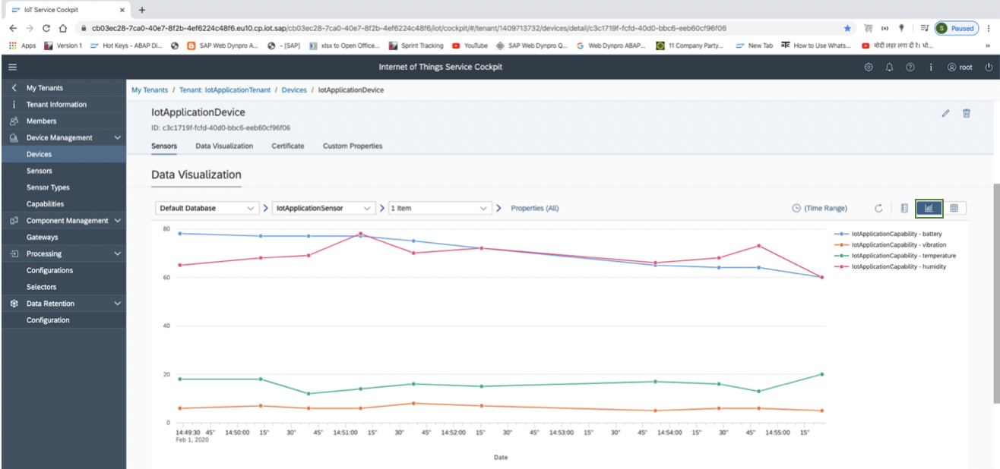 IoT Service Cockpit
cb03ec28-7ca0-40e7-8f2b-4ef6224c48f6.eu10.cp.iot.sap/cb03ec28-7ca0-40e7-8f2b-4ef6224c48f6/iot/cockpit/#/tenant/1409713732/devices/detail/c3c1719f-fcfd-40d0-bbc6-eeb60cf96f06
S Paused
Apps Version 1 Hot Keys - ABAP Di... SAP Web Dynpro A... - [SAP] xlsx to Open Office... Sprint Tracking YouTube SAP Web Dynpro Q... Web Dynpro ABAP... 11 Company Party... New Tab How to Use Whats... मोदी लहर लगा दी रे। धो... »
Internet of Things Service Cockpit
root
My Tenants
Tenant Information
Members
Device Management
Devices
Sensors
Sensor Types
Capabilities
Component Management
Gateways
Processing
Configurations
Selectors
Data Retention
Configuration
My Tenants / Tenant: IotApplicationTenant / Devices / IotApplicationDevice
IotApplicationDevice
ID: c3c1719f-fcfd-40d0-bbc6-eeb60cf96f06
Sensors Data Visualization Certificate Custom Properties
Data Visualization
Default Database IotApplicationSensor 1 Item Properties (All) (Time Range)
80
60
40
20
0
IotApplicationCapability - battery
IotApplicationCapability - vibration
IotApplicationCapability - temperature
IotApplicationCapability - humidity
14:49:30 45" 14:50:00 15" 30" 45" 14:51:00 15" 30" 45" 14:52:00 15" 30" 45" 14:53:00 15" 30" 45" 14:54:00 15" 30" 45" 14:55:00 15"
Feb 1, 2020
Date